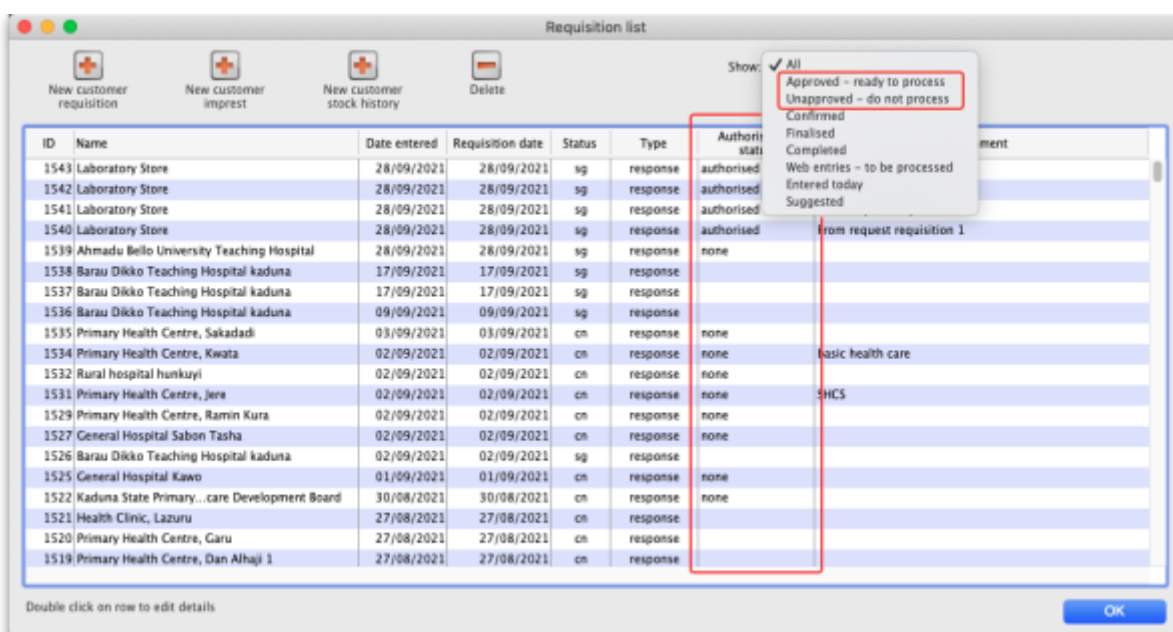 Requisition list
New customer requisition
New customer imprest
New customer stock history
Delete
Show: ✓ All
Approved – ready to process
Unapproved – do not process
Confirmed
Finalised
Completed
Web entries – to be processed
Entered today
Suggested
ID Name Date entered Requisition date Status Type
1543 Laboratory Store 28/09/2021 28/09/2021 sg response authorised
1542 Laboratory Store 28/09/2021 28/09/2021 sg response authorised
1541 Laboratory Store 28/09/2021 28/09/2021 sg response authorised
1540 Laboratory Store 28/09/2021 28/09/2021 sg response authorised From request requisition 1
1539 Ahmadu Bello University Teaching Hospital 28/09/2021 28/09/2021 sg response none
1538 Barau Dikko Teaching Hospital kaduna 17/09/2021 17/09/2021 sg response
1537 Barau Dikko Teaching Hospital kaduna 17/09/2021 17/09/2021 sg response
1536 Barau Dikko Teaching Hospital kaduna 09/09/2021 09/09/2021 sg response
1535 Primary Health Centre, Sakadadi 03/09/2021 03/09/2021 cn response none
1534 Primary Health Centre, Kwata 02/09/2021 02/09/2021 cn response none basic health care
1532 Rural hospital hunkuyi 02/09/2021 02/09/2021 cn response none
1531 Primary Health Centre, Jere 02/09/2021 02/09/2021 cn response none SHCS
1529 Primary Health Centre, Ramin Kura 02/09/2021 02/09/2021 cn response none
1527 General Hospital Sabon Tasha 02/09/2021 02/09/2021 cn response none
1526 Barau Dikko Teaching Hospital kaduna 02/09/2021 02/09/2021 sg response
1525 General Hospital Kawo 01/09/2021 01/09/2021 cn response none
1522 Kaduna State Primary...care Development Board 30/08/2021 30/08/2021 cn response none
1521 Health Clinic, Lazuru 27/08/2021 27/08/2021 cn response
1520 Primary Health Centre, Garu 27/08/2021 27/08/2021 cn response
1519 Primary Health Centre, Dan Alhaji 1 27/08/2021 27/08/2021 cn response
Double click on row to edit details
OK